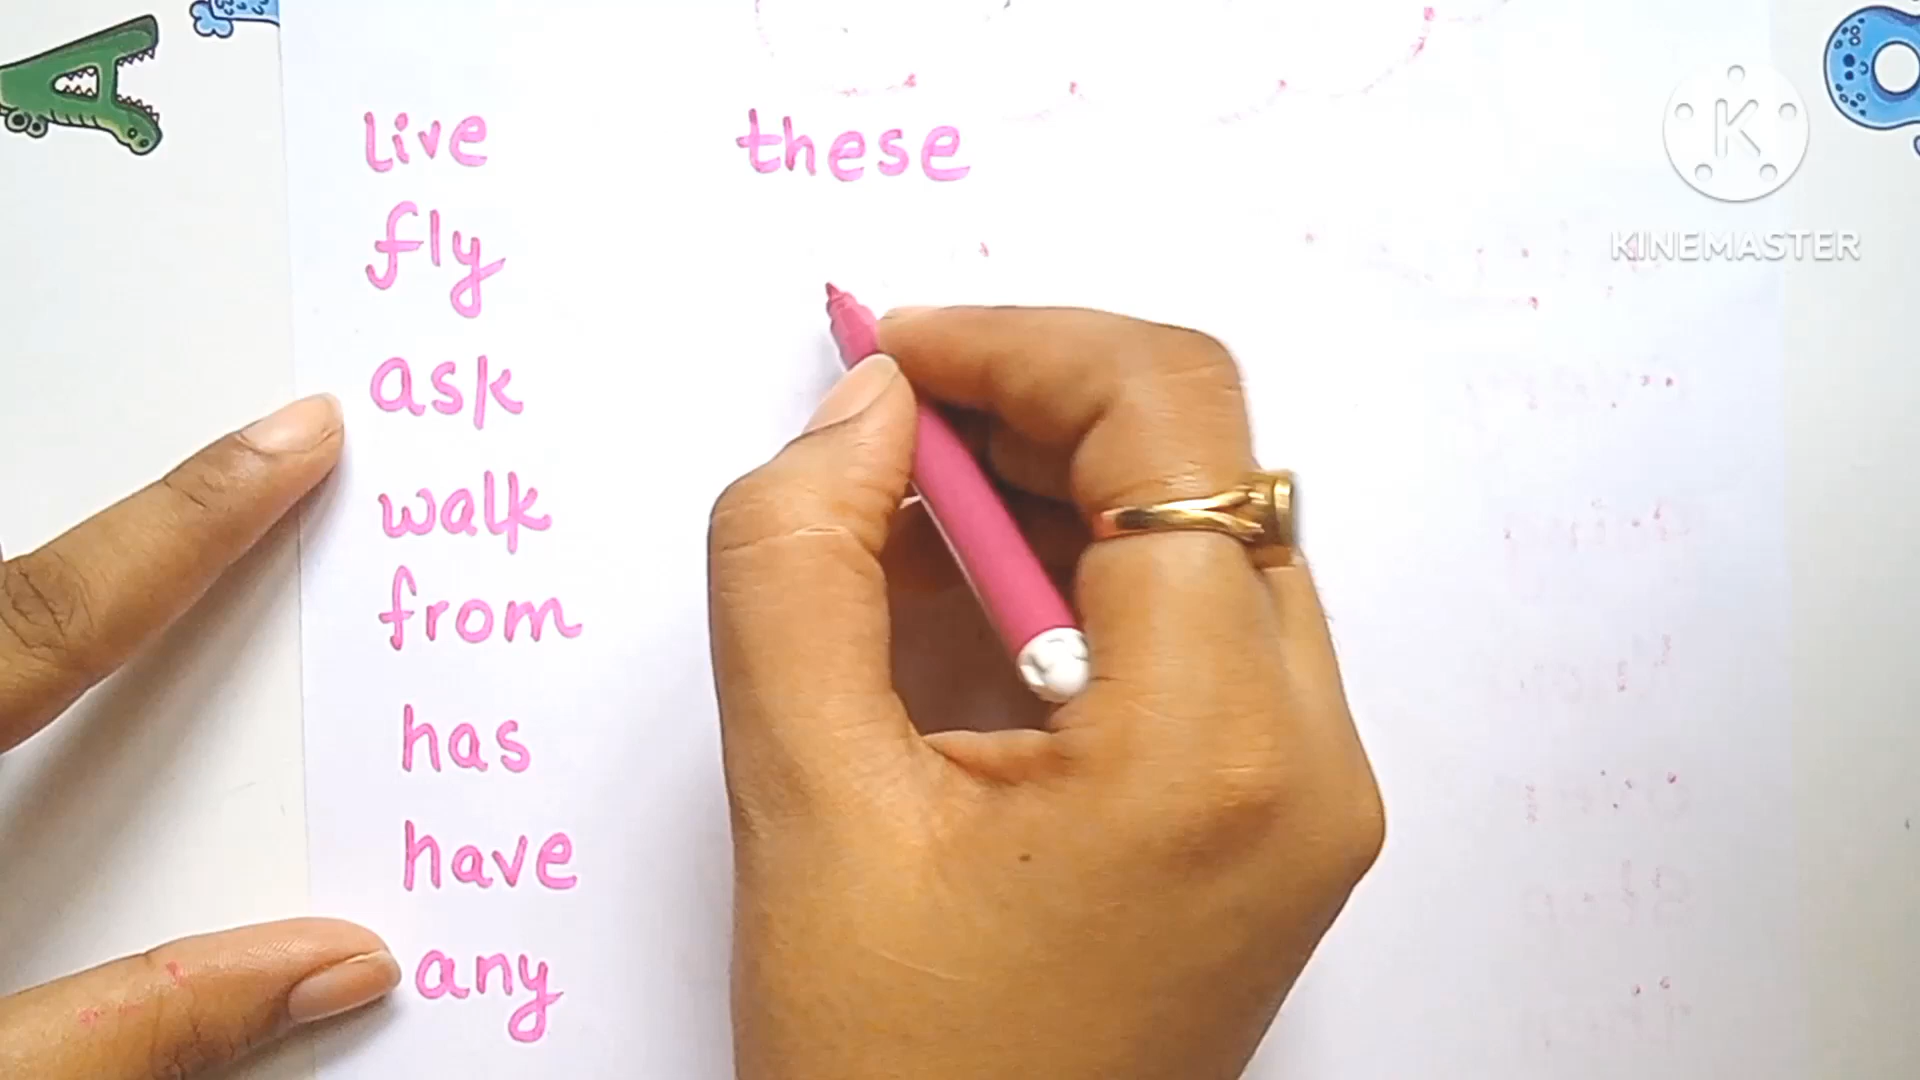 live
fly
ask
walk
from
has
have
any
these
KINEMASTER